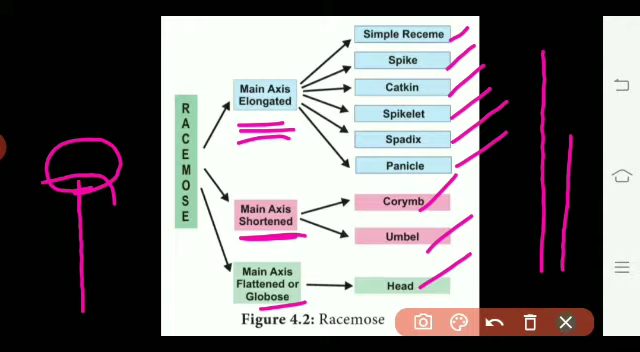 RACEMOSE
Main Axis
Elongated
Simple Receme
Spike
Catkin
Spikelet
Spadix
Panicle
Main Axis
Shortened
Corymb
Umbel
Main Axis
Flattened or
Globose
Head
Figure 4.2: Racemose